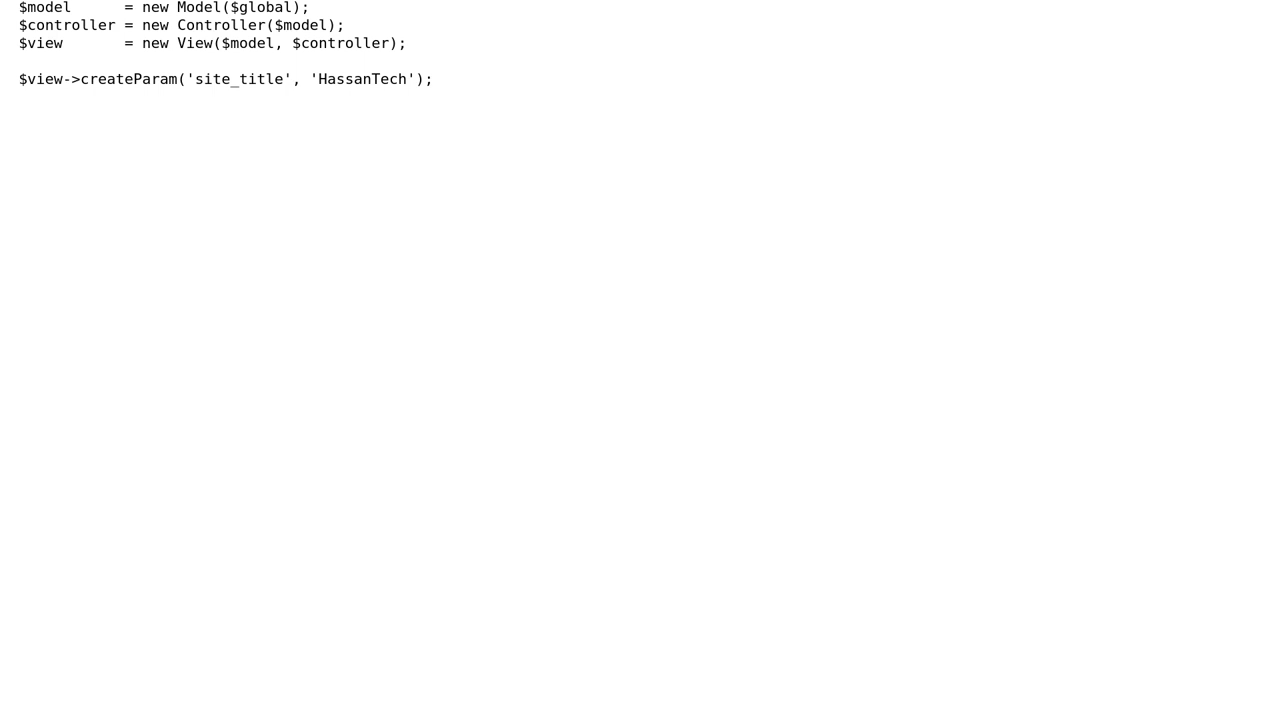 $model      = new Model($global);
$controller = new Controller($model);
$view       = new View($model, $controller);

$view->createParam('site_title', 'HassanTech');